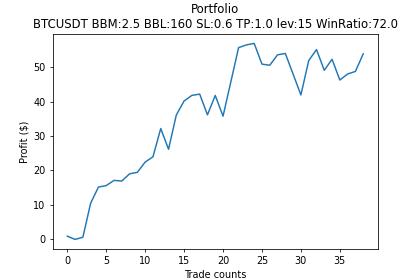 Portfolio
BTCUSDT BBM:2.5 BBL:160 SL:0.6 TP:1.0 lev:15 WinRatio:72.0
50
40
30
20
10
0
Profit ($)
0 5 10 15 20 25 30 35
Trade counts